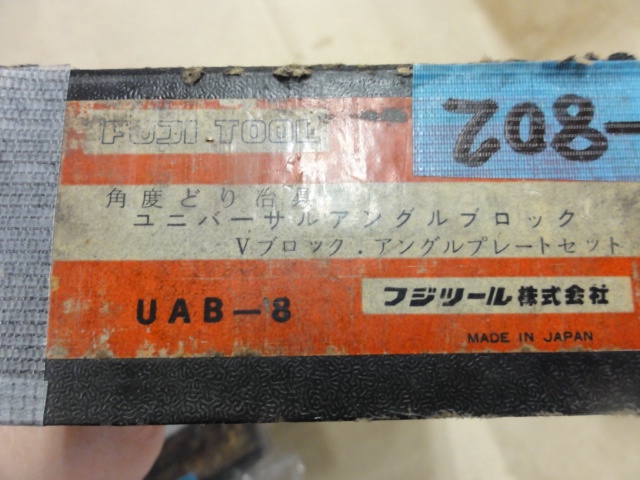 FUJI TOOL
-802
角度どり冶具
ユニバーサルアングルブロック
Vブロック.アングルプレートセット
UAB-8
フジツール株式会社
MADE IN JAPAN